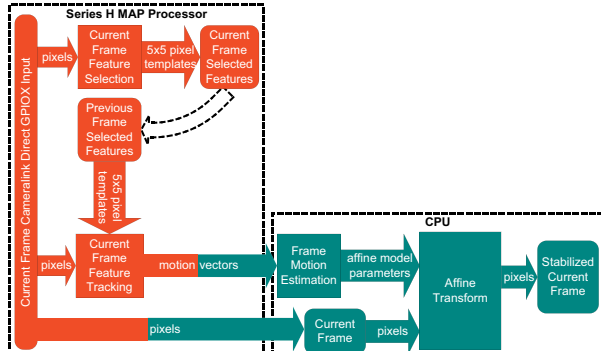 Series H MAP Processor
Current Frame Cameralink Direct GPIOX Input
pixels
Current
Frame
Feature
Selection
5x5 pixel
templates
Current
Frame
Selected
Features
Previous
Frame
Selected
Features
5x5 pixel
templates
pixels
Current
Frame
Feature
Tracking
motion vectors
pixels
CPU
Frame
Motion
Estimation
affine model
parameters
Affine
Transform
pixels
Stabilized
Current
Frame
Current
Frame
pixels